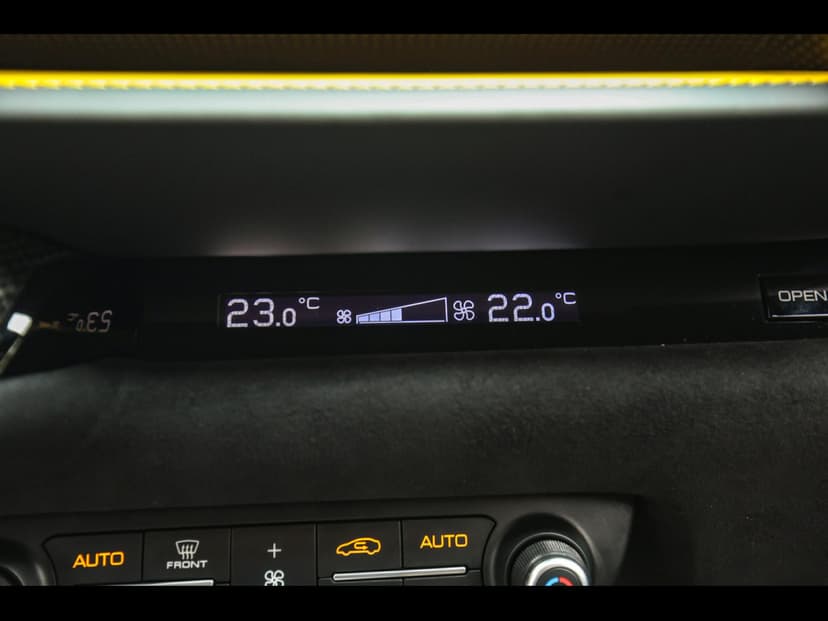 23.0°C 22.0°C
OPEN
AUTO FRONT + AUTO